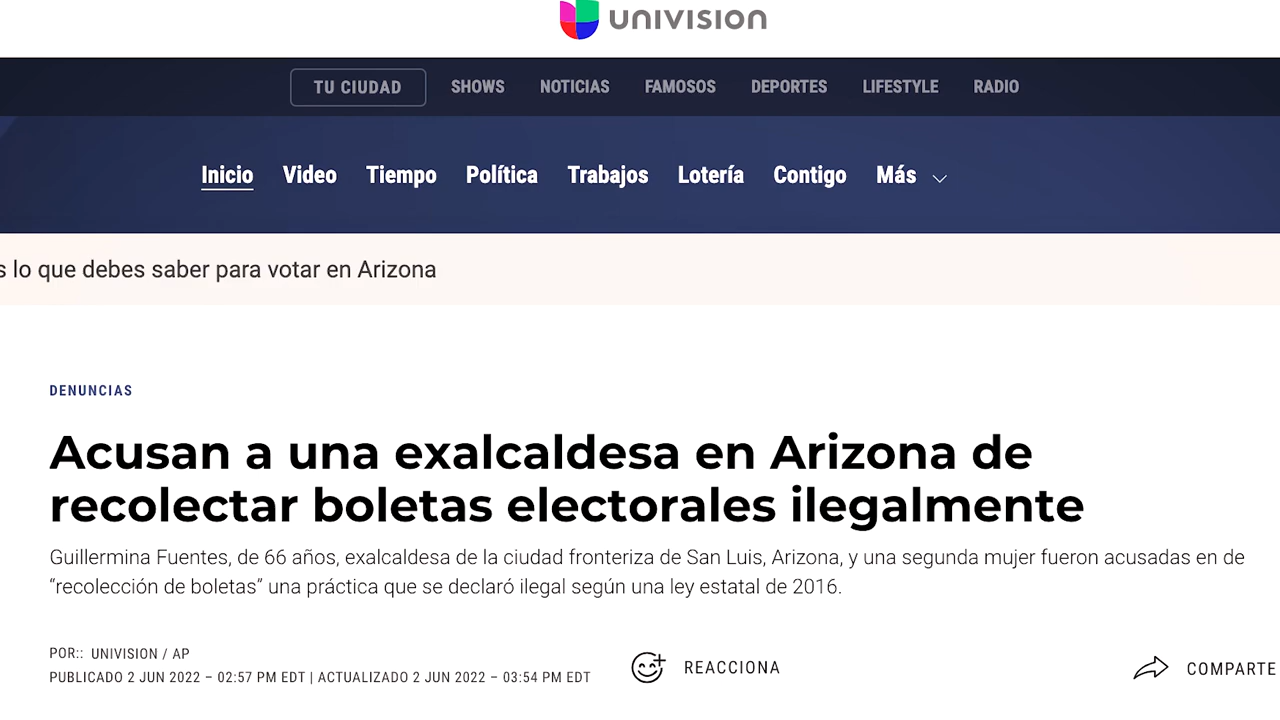 UNIVISION
TU CIUDAD SHOWS NOTICIAS FAMOSOS DEPORTES LIFESTYLE RADIO
Inicio Video Tiempo Política Trabajos Lotería Contigo Más
s lo que debes saber para votar en Arizona
DENUNCIAS
Acusan a una exalcaldesa en Arizona de
recolectar boletas electorales ilegalmente
Guillermina Fuentes, de 66 años, exalcaldesa de la ciudad fronteriza de San Luis, Arizona, y una segunda mujer fueron acusadas en de
“recolección de boletas” una práctica que se declaró ilegal según una ley estatal de 2016.
POR:: UNIVISION / AP
PUBLICADO 2 JUN 2022 – 02:57 PM EDT | ACTUALIZADO 2 JUN 2022 – 03:54 PM EDT
REACCIONA
COMPARTE